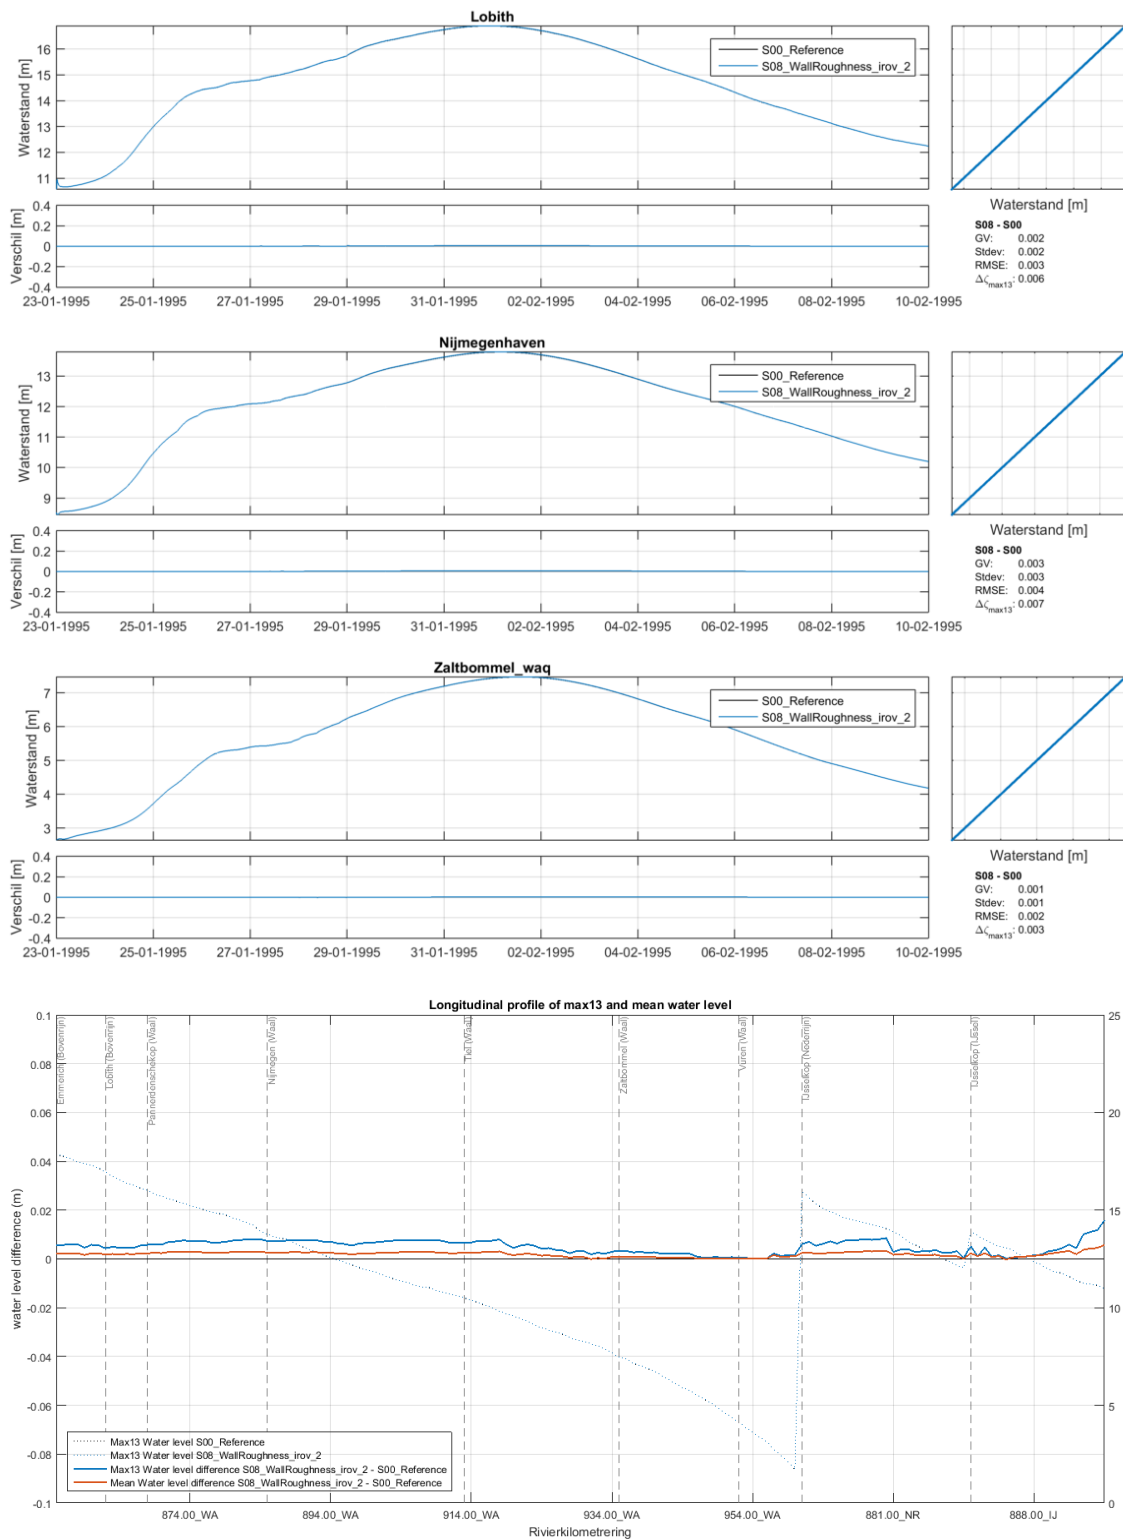 Lobith
Waterstand [m]
16
15
14
13
12
11
S00_Reference
S08_WallRoughness_irov_2
Verschil [m]
0.4
0.2
0
-0.2
-0.4
23-01-1995 25-01-1995 27-01-1995 29-01-1995 31-01-1995 02-02-1995 04-02-1995 06-02-1995 08-02-1995 10-02-1995
Waterstand [m]
S08 - S00
GV: 0.002
Stdev: 0.002
RMSE: 0.003
Δζmax13: 0.006
Nijmegenhaven
Waterstand [m]
13
12
11
10
9
S00_Reference
S08_WallRoughness_irov_2
Verschil [m]
0.4
0.2
0
-0.2
-0.4
23-01-1995 25-01-1995 27-01-1995 29-01-1995 31-01-1995 02-02-1995 04-02-1995 06-02-1995 08-02-1995 10-02-1995
Waterstand [m]
S08 - S00
GV: 0.003
Stdev: 0.003
RMSE: 0.004
Δζmax13: 0.007
Zaltbommel_waq
Waterstand [m]
7
6
5
4
3
S00_Reference
S08_WallRoughness_irov_2
Verschil [m]
0.4
0.2
0
-0.2
-0.4
23-01-1995 25-01-1995 27-01-1995 29-01-1995 31-01-1995 02-02-1995 04-02-1995 06-02-1995 08-02-1995 10-02-1995
Waterstand [m]
S08 - S00
GV: 0.001
Stdev: 0.001
RMSE: 0.002
Δζmax13: 0.003
Longitudinal profile of max13 and mean water level
water level difference (m)
0.1
0.08
0.06
0.04
0.02
0
-0.02
-0.04
-0.06
-0.08
-0.1
Emmerich (Bovenrijn)
Lobith (Bovenrijn)
Pannerdenschekop (Waal)
Nijmegen (Waal)
Tiel (Waal)
Zaltbommel (Waal)
Vuren (Waal)
IJsselkop (Nederrijn)
IJsselkop (IJssel)
25
20
15
10
5
0
Max13 Water level S00_Reference
Max13 Water level S08_WallRoughness_irov_2
Max13 Water level difference S08_WallRoughness_irov_2 - S00_Reference
Mean Water level difference S08_WallRoughness_irov_2 - S00_Reference
874.00_WA 894.00_WA 914.00_WA 934.00_WA 954.00_WA 881.00_NR 888.00_IJ
Rivierkilometrering